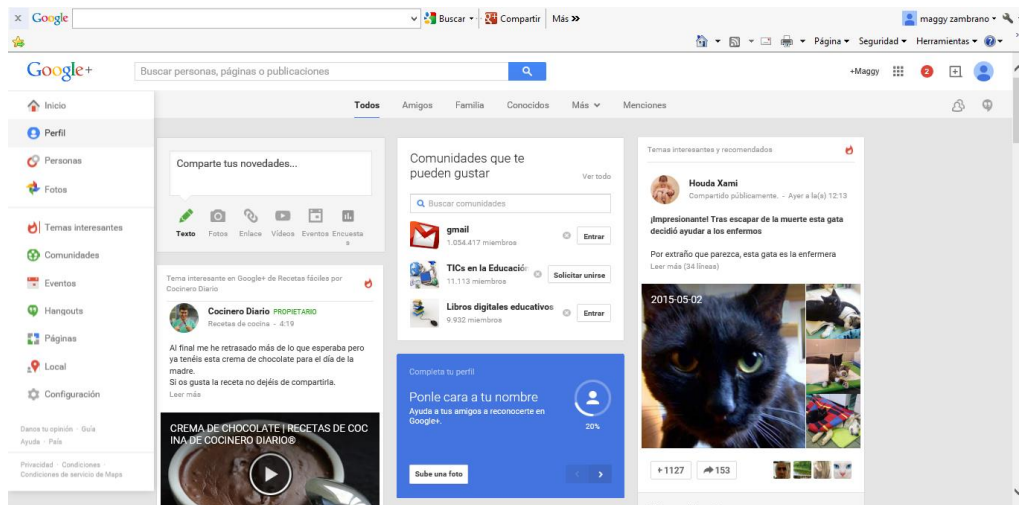 Google
Buscar
Compartir
Más »
maggy zambrano
Página
Seguridad
Herramientas
Google+
Buscar personas, páginas o publicaciones
+Maggy
2
Inicio
Todos
Amigos
Familia
Conocidos
Más
Menciones
Perfil
Personas
Fotos
Temas interesantes
Comunidades
Eventos
Hangouts
Páginas
Local
Configuración
Danos tu opinión · Guía
Ayuda · País
Privacidad · Condiciones ·
Condiciones de servicio de Maps
Comparte tus novedades...
Texto
Fotos
Enlace
Vídeos
Eventos
Encuesta
s
Tema interesante en Google+ de Recetas fáciles por
Cocinero Diario
Cocinero Diario PROPIETARIO
Recetas de cocina - 4:19
Al final me he retrasado más de lo que esperaba pero
ya tenéis esta crema de chocolate para el día de la
madre.
Si os gusta la receta no dejéis de compartirla.
Leer más
CREMA DE CHOCOLATE | RECETAS DE COC
INA DE COCINERO DIARIO®
Comunidades que te
pueden gustar
Ver todo
Buscar comunidades
gmail
1.054.417 miembros
Entrar
TICs en la Educación
11.113 miembros
Solicitar unirse
Libros digitales educativos
9.932 miembros
Entrar
Completa tu perfil
Ponle cara a tu nombre
Ayuda a tus amigos a reconocerte en
Google+.
20%
Sube una foto
Temas interesantes y recomendados
Houda Xami
Compartido públicamente. - Ayer a la(s) 12:13
¡Impresionante! Tras escapar de la muerte esta gata
decidió ayudar a los enfermos
Por extraño que parezca, esta gata es la enfermera
Leer más (34 líneas)
2015-05-02
+1127
153